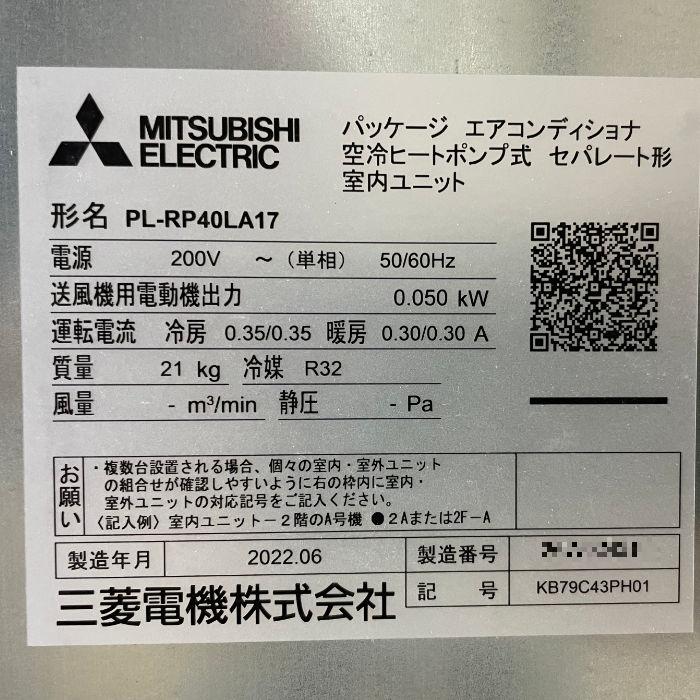 MITSUBISHI
ELECTRIC
パッケージ エアコンディショナ
空冷ヒートポンプ式 セパレート形
室内ユニット
形名 PL-RP40LA17
電源 200V ～（単相） 50/60Hz
送風機用電動機出力 0.050 kW
運転電流 冷房 0.35/0.35 暖房 0.30/0.30 A
質量 21 kg 冷媒 R32
風量 - m³/min 静圧 - Pa
お願い
・複数台設置される場合、個々の室内・室外ユニット
の組合せが確認しやすいように右の枠内に室内・
室外ユニットの対応記号をご記入ください。
〈記入例〉室内ユニット－2階のA号機 ●2Aまたは2F－A
製造年月 2022.06 製造番号
記号 KB79C43PH01
三菱電機株式会社